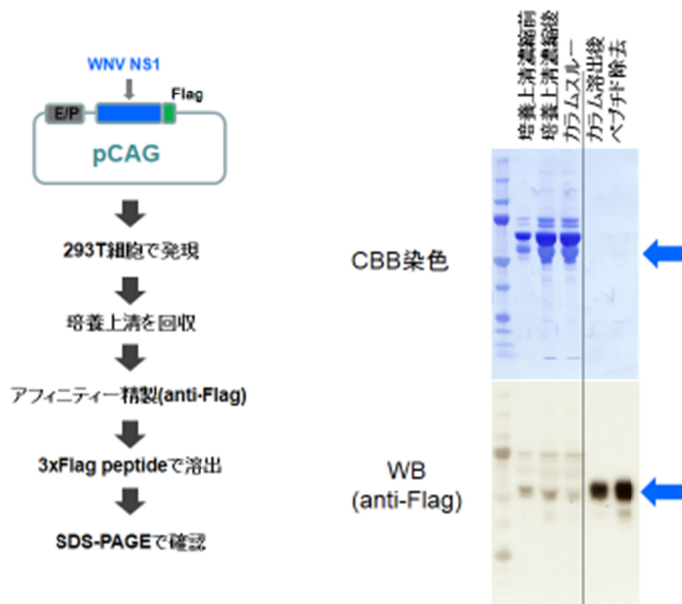 WNV NS1
Flag
E/P
pCAG
293T細胞で発現
培養上清を回収
アフィニティー精製(anti-Flag)
3xFlag peptideで溶出
SDS-PAGEで確認
培養上清濃縮前
培養上清濃縮後
カラムスルー
カラム溶出後
ペプチド除去
CBB染色
WB
(anti-Flag)